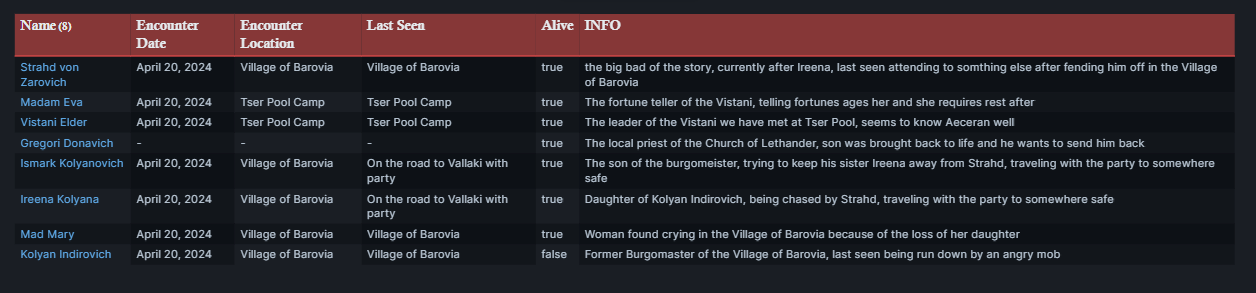 Name (8) Encounter Date Encounter Location Last Seen Alive INFO
Strahd von Zarovich April 20, 2024 Village of Barovia Village of Barovia true the big bad of the story, currently after Ireena, last seen attending to somthing else after fending him off in the Village of Barovia
Madam Eva April 20, 2024 Tser Pool Camp Tser Pool Camp true The fortune teller of the Vistani, telling fortunes ages her and she requires rest after
Vistani Elder April 20, 2024 Tser Pool Camp Tser Pool Camp true The leader of the Vistani we have met at Tser Pool, seems to know Aeceran well
Gregori Donavich - - - true The local priest of the Church of Lethander, son was brought back to life and he wants to send him back
Ismark Kolyanovich April 20, 2024 Village of Barovia On the road to Vallaki with party true The son of the burgomeister, trying to keep his sister Ireena away from Strahd, traveling with the party to somewhere safe
Ireena Kolyana April 20, 2024 Village of Barovia On the road to Vallaki with party true Daughter of Kolyan Indirovich, being chased by Strahd, traveling with the party to somewhere safe
Mad Mary April 20, 2024 Village of Barovia Village of Barovia true Woman found crying in the Village of Barovia because of the loss of her daughter
Kolyan Indirovich April 20, 2024 Village of Barovia Village of Barovia false Former Burgomaster of the Village of Barovia, last seen being run down by an angry mob